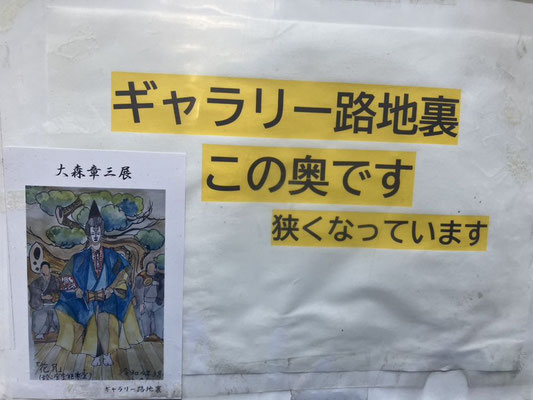 ギャラリー路地裏
この奥です
狭くなっています
大森章三展
ギャラリー路地裏